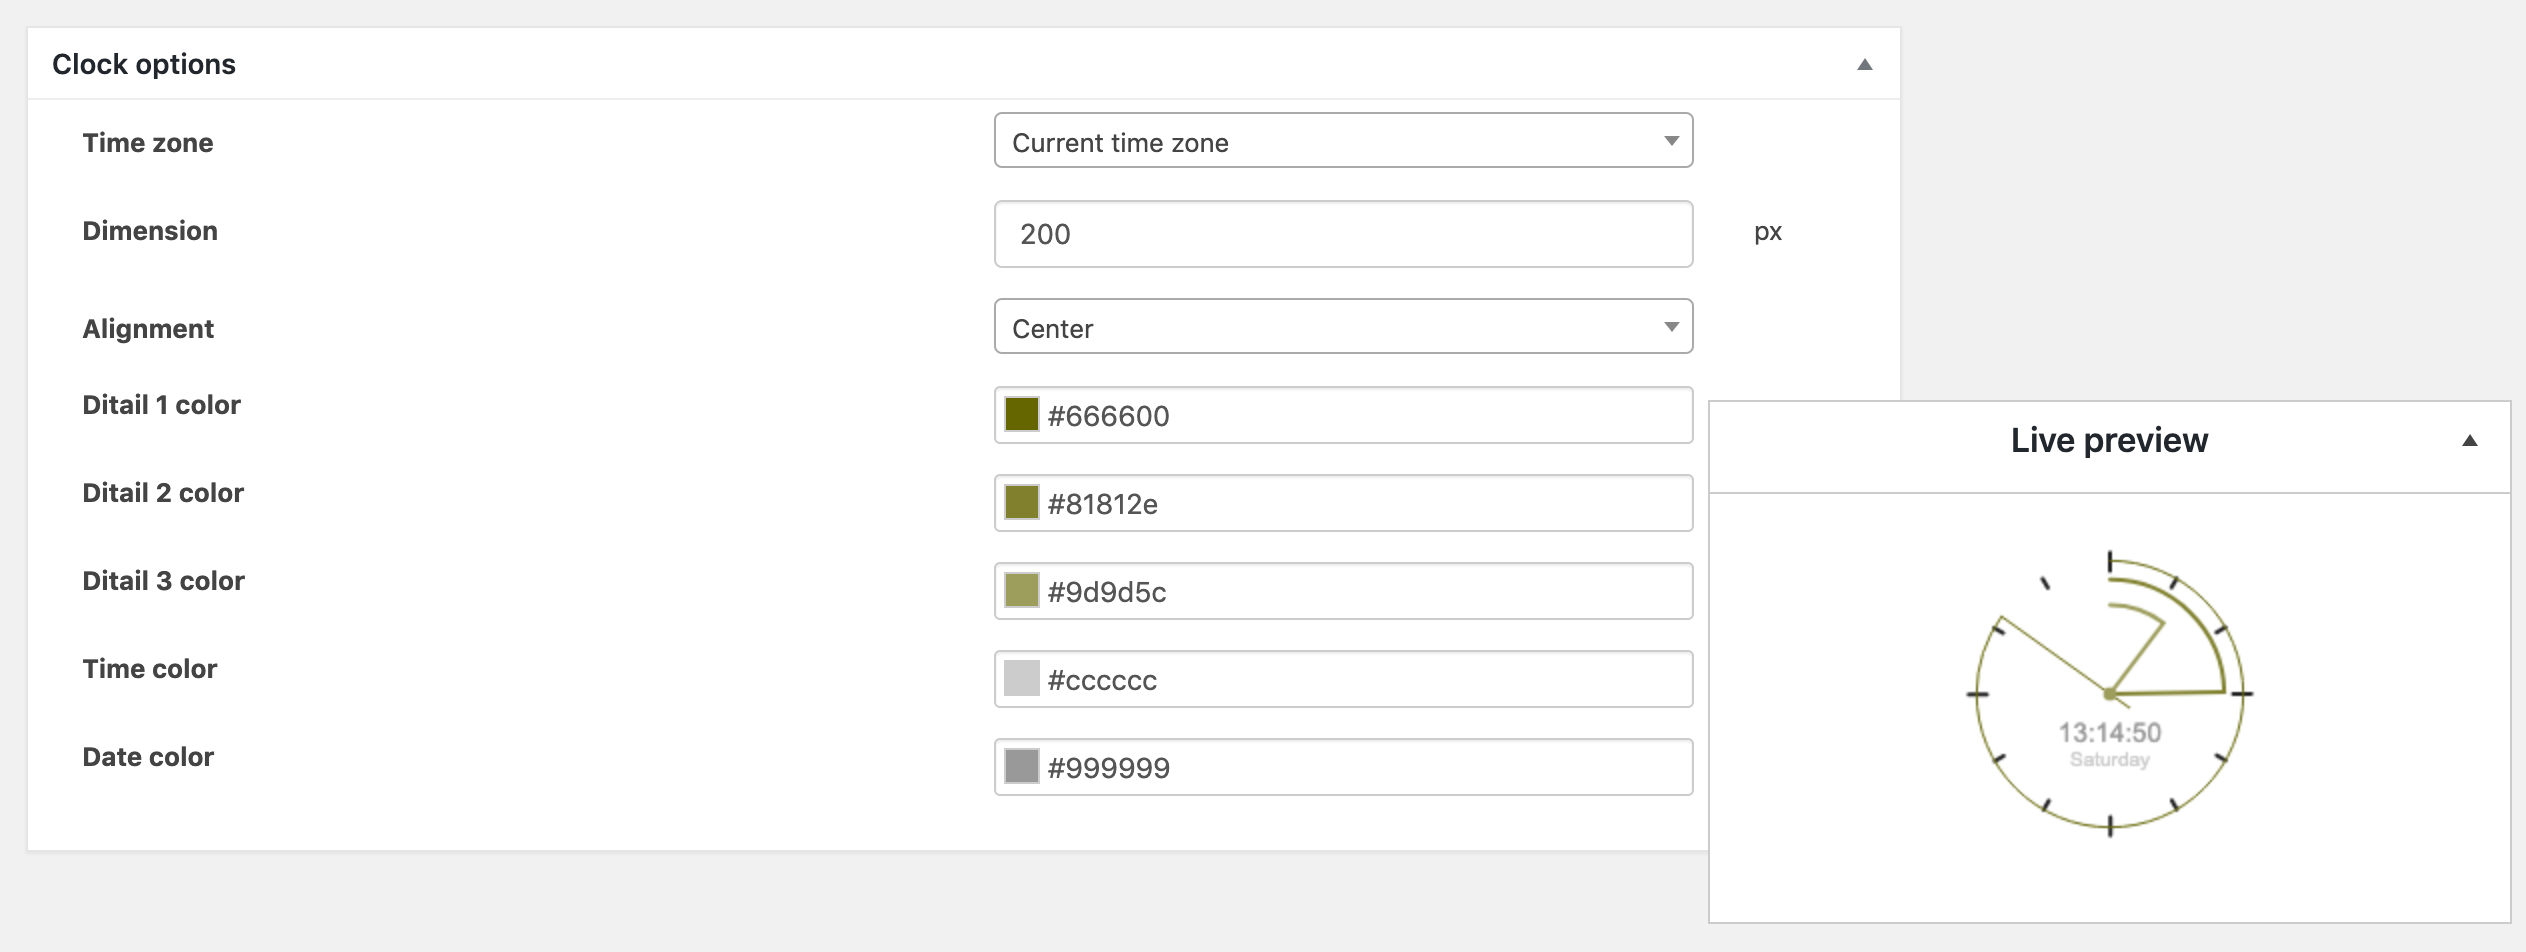 Clock options
Time zone
Current time zone
Dimension
200
px
Alignment
Center
Ditail 1 color
#666600
Ditail 2 color
#81812e
Ditail 3 color
#9d9d5c
Time color
#cccccc
Date color
#999999
Live preview
13:14:50
Saturday